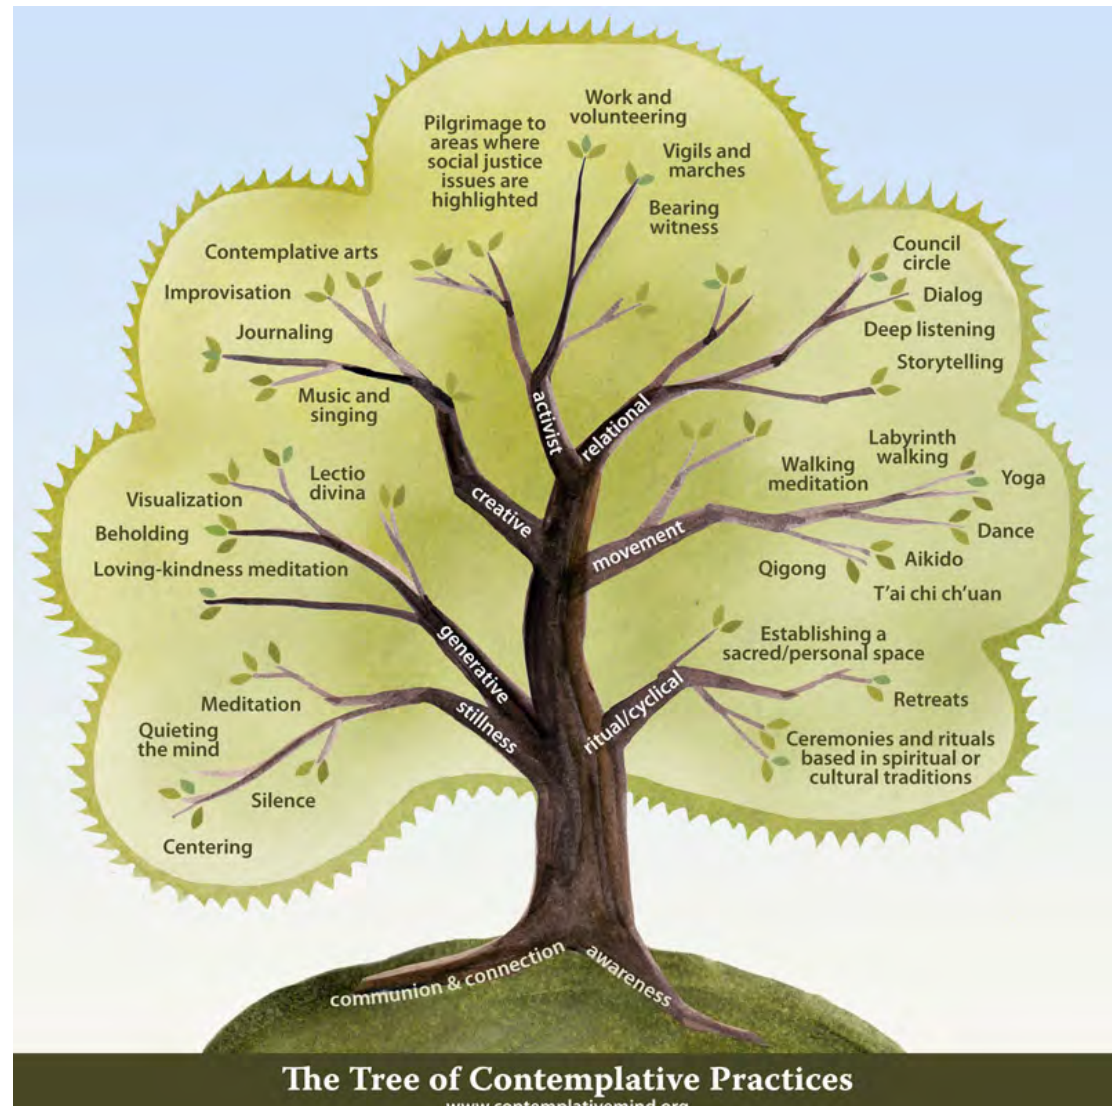 Work and
volunteering
Pilgrimage to
areas where
social justice
issues are
highlighted
Vigils and
marches
Bearing
witness
Contemplative arts
Improvisation
Journaling
Music and
singing
Council
circle
Dialog
Deep listening
Storytelling
activist
relational
creative
Lectio
divina
Visualization
Beholding
Loving-kindness meditation
generative
Labyrinth
walking
Walking
meditation
Yoga
Dance
Aikido
Qigong
T'ai chi ch'uan
movement
Meditation
Quieting
the mind
Silence
Centering
stillness
Establishing a
sacred/personal space
Retreats
Ceremonies and rituals
based in spiritual or
cultural traditions
ritual/cyclical
communion & connection
awareness
The Tree of Contemplative Practices
www.contemplativemind.org